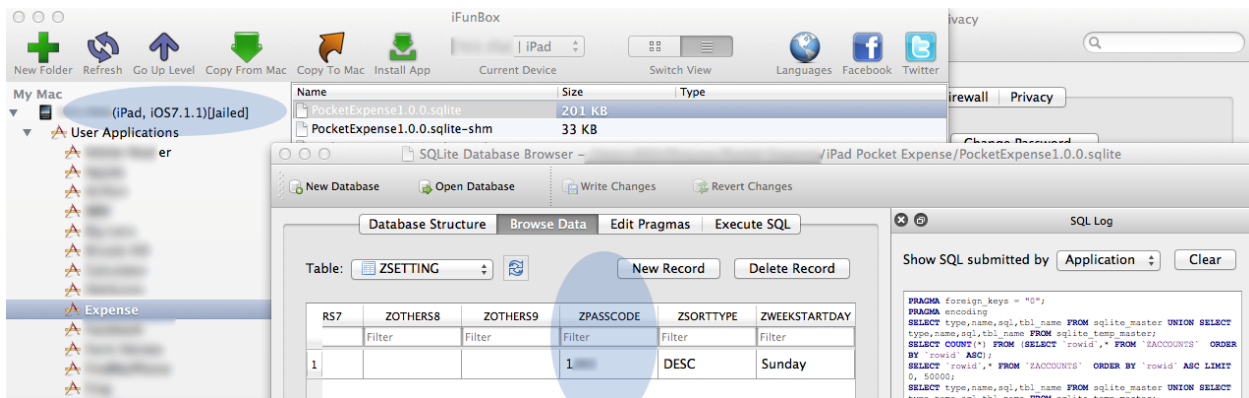 iFunBox
ivacy
| iPad
New Folder Refresh Go Up Level Copy From Mac Copy To Mac Install App Current Device Switch View Languages Facebook Twitter
My Mac
Name Size Type
(iPad, iOS7.1.1)[Jailed]
PocketExpense1.0.0.sqlite 201 KB
irewall Privacy
User Applications
PocketExpense1.0.0.sqlite-shm 33 KB
Change Password
er
SQLite Database Browser – /iPad Pocket Expense/PocketExpense1.0.0.sqlite
New Database Open Database Write Changes Revert Changes
Database Structure Browse Data Edit Pragmas Execute SQL
SQL Log
Table: ZSETTING New Record Delete Record
Show SQL submitted by Application Clear
Expense
RS7 ZOTHERS8 ZOTHERS9 ZPASSCODE ZSORTTYPE ZWEEKSTARTDAY
Filter Filter Filter Filter Filter
1 1 DESC Sunday
PRAGMA foreign_keys = "0";
PRAGMA encoding
SELECT type,name,sql,tbl_name FROM sqlite_master UNION SELECT
type,name,sql,tbl_name FROM sqlite_temp_master;
SELECT COUNT(*) FROM (SELECT `rowid`,* FROM `ZACCOUNTS` ORDER
BY `rowid` ASC);
SELECT `rowid`,* FROM `ZACCOUNTS` ORDER BY `rowid` ASC LIMIT
0, 50000;
SELECT type,name,sql,tbl_name FROM sqlite_master UNION SELECT
type,name,sql,tbl_name FROM sqlite_temp_master;